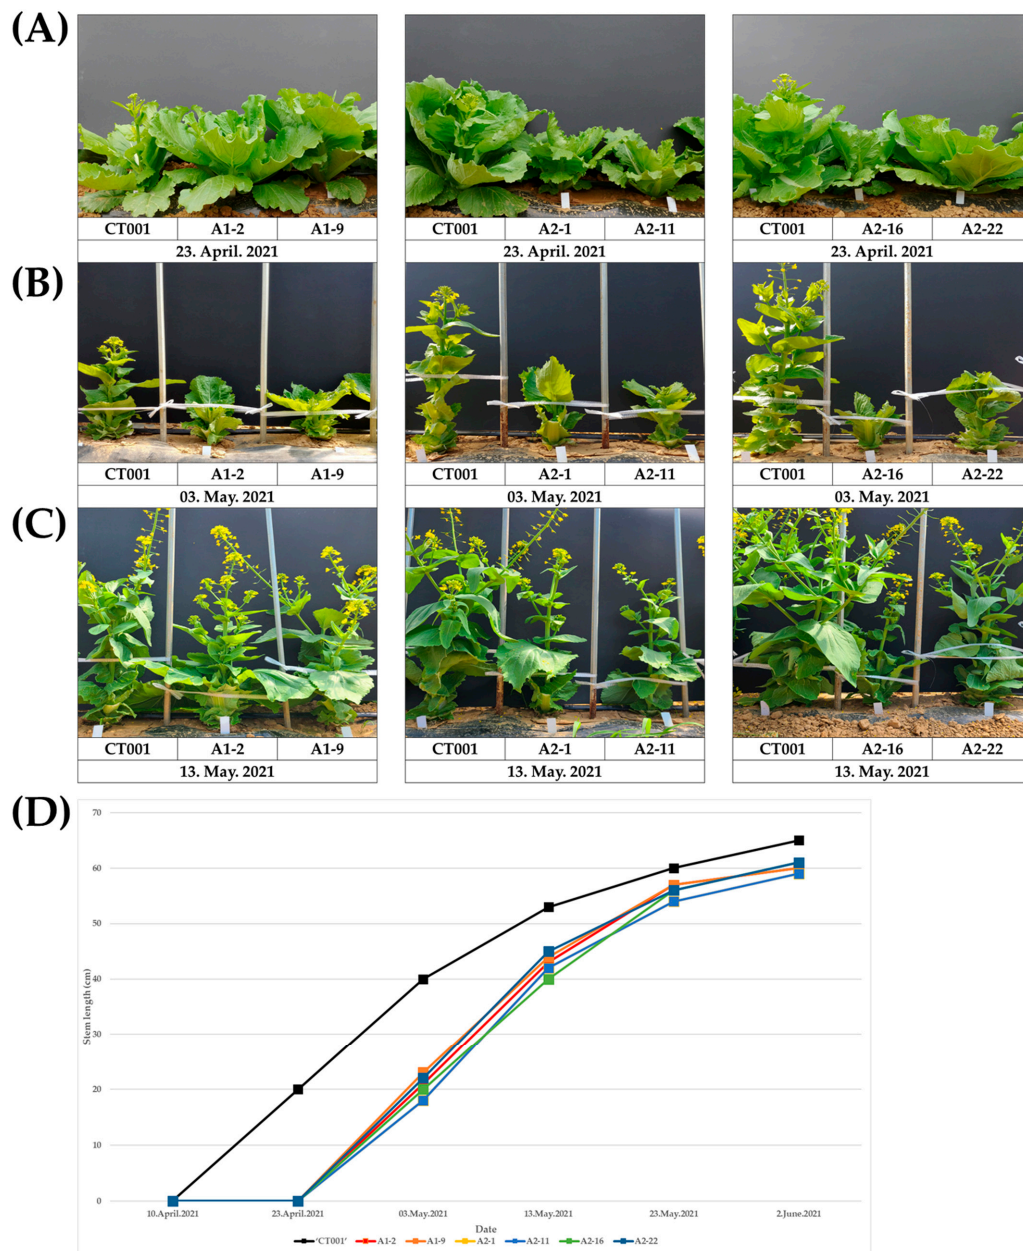 (A)
CT001 A1-2 A1-9
23. April. 2021
CT001 A2-1 A2-11
23. April. 2021
CT001 A2-16 A2-22
23. April. 2021
(B)
CT001 A1-2 A1-9
03. May. 2021
CT001 A2-1 A2-11
03. May. 2021
CT001 A2-16 A2-22
03. May. 2021
(C)
CT001 A1-2 A1-9
13. May. 2021
CT001 A2-1 A2-11
13. May. 2021
CT001 A2-16 A2-22
13. May. 2021
(D)
Stem length (cm)
70
60
50
40
30
20
10
0
10.April.2021 23.April.2021 03.May.2021 13.May.2021 23.May.2021 2.June.2021
Date
'CT001' A1-2 A1-9 A2-1 A2-11 A2-16 A2-22